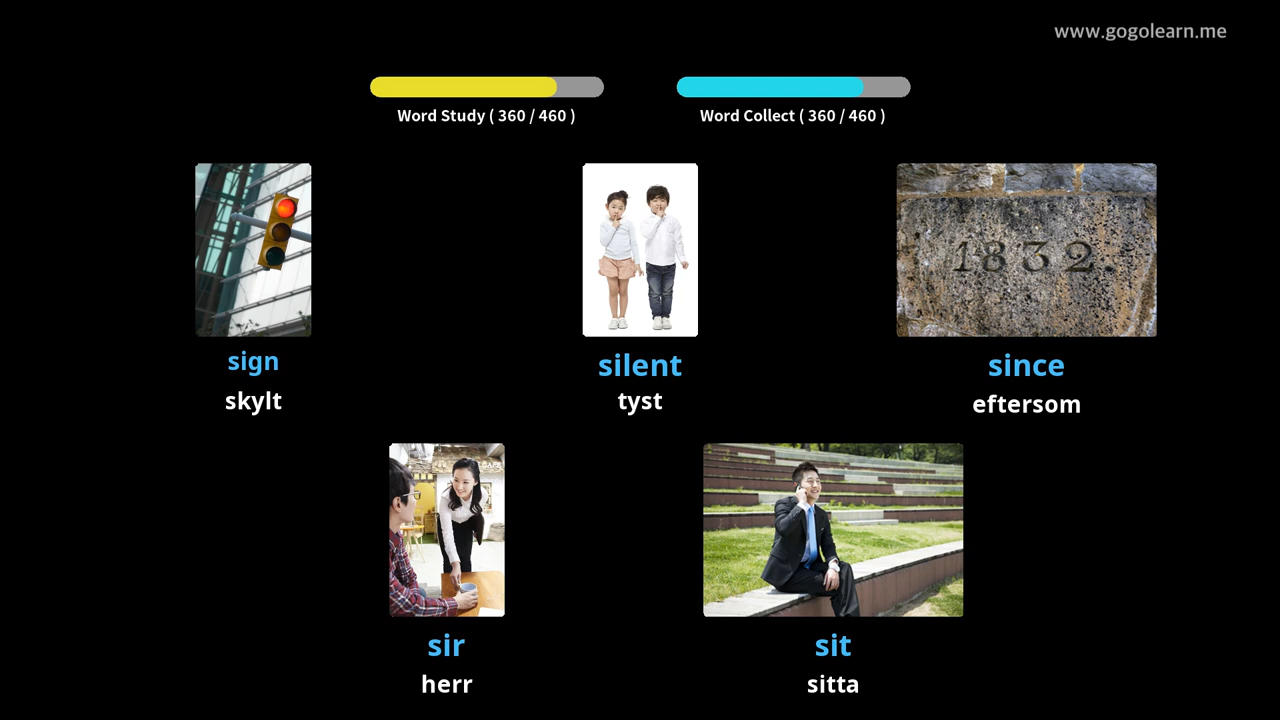 www.gogolearn.me
Word Study ( 360 / 460 )
Word Collect ( 360 / 460 )
1832.
sign
skylt
silent
tyst
since
eftersom
sir
herr
sit
sitta